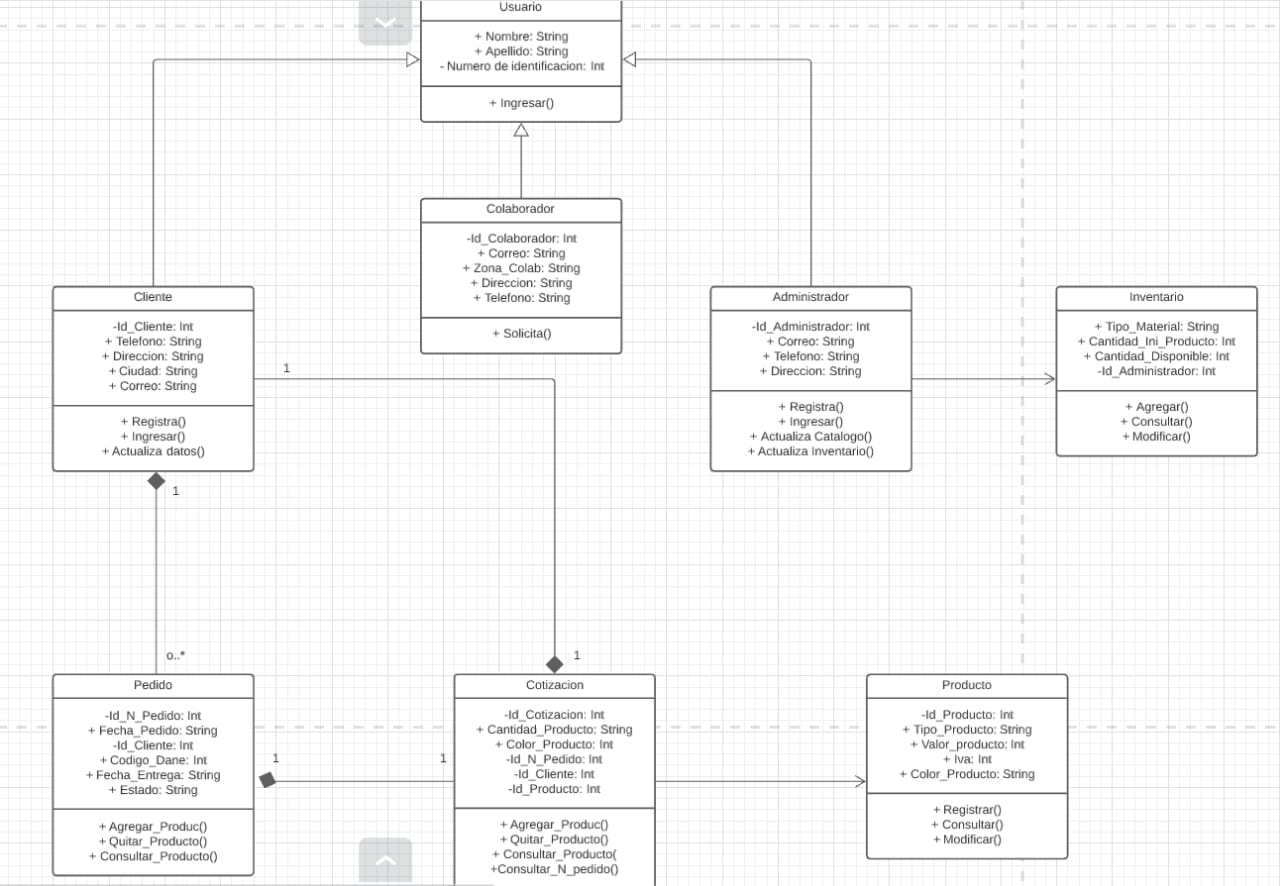 Usuario
+ Nombre: String
+ Apellido: String
- Numero de identificacion: Int
+ Ingresar()
Colaborador
-Id_Colaborador: Int
+ Correo: String
+ Zona_Colab: String
+ Direccion: String
+ Telefono: String
+ Solicita()
Cliente
-Id_Cliente: Int
+ Telefono: String
+ Direccion: String
+ Ciudad: String
+ Correo: String
+ Registra()
+ Ingresar()
+ Actualiza datos()
Administrador
-Id_Administrador: Int
+ Correo: String
+ Telefono: String
+ Direccion: String
+ Registra()
+ Ingresar()
+ Actualiza Catalogo()
+ Actualiza Inventario()
Inventario
+ Tipo_Material: String
+ Cantidad_Ini_Producto: Int
+ Cantidad_Disponible: Int
-Id_Administrador: Int
+ Agregar()
+ Consultar()
+ Modificar()
1
1
o..*
1
Pedido
-Id_N_Pedido: Int
+ Fecha_Pedido: String
-Id_Cliente: Int
+ Codigo_Dane: Int
+ Fecha_Entrega: String
+ Estado: String
+ Agregar_Produc()
+ Quitar_Producto()
+ Consultar_Producto()
1
1
Cotizacion
-Id_Cotizacion: Int
+ Cantidad_Producto: String
+ Color_Producto: Int
-Id_N_Pedido: Int
-Id_Cliente: Int
-Id_Producto: Int
+ Agregar_Produc()
+ Quitar_Producto()
+ Consultar_Producto(
+Consultar_N_pedido()
Producto
-Id_Producto: Int
+ Tipo_Producto: String
+ Valor_producto: Int
+ Iva: Int
+ Color_Producto: String
+ Registrar()
+ Consultar()
+ Modificar()